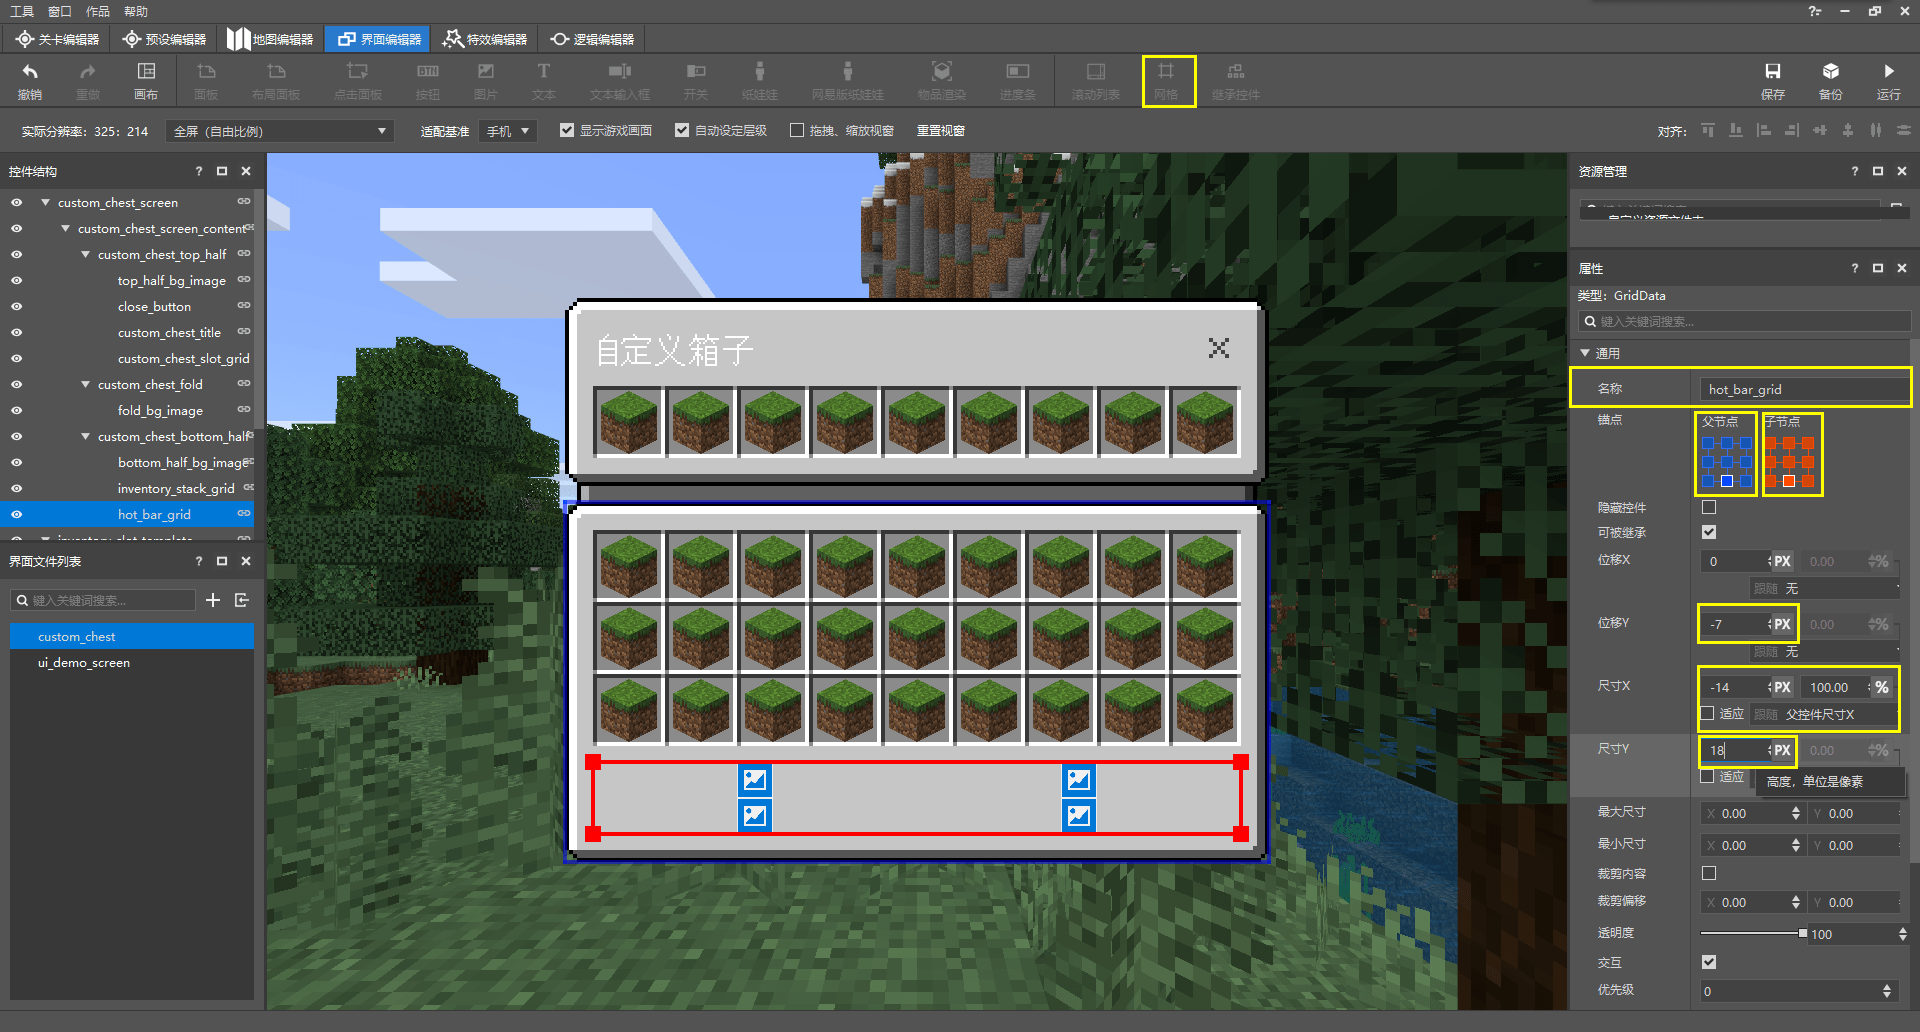 工具 窗口 作品 帮助
关卡编辑器 预设编辑器 地图编辑器 界面编辑器 特效编辑器 逻辑编辑器
撤销 重做 画布 面板 布局面板 点击面板 按钮 图片 文本 文本输入框 开关 纸娃娃 网易版纸娃娃 物品渲染 进度条 滚动列表 网格 继承控件 保存 备份 运行
实际分辨率：325：214 全屏（自由比例） 适配基准 手机 显示游戏画面 自动设定层级 拖拽、缩放视窗 重置视窗 对齐：
控件结构 ?
custom_chest_screen
custom_chest_screen_content
custom_chest_top_half
top_half_bg_image
close_button
custom_chest_title
custom_chest_slot_grid
custom_chest_fold
fold_bg_image
custom_chest_bottom_half
bottom_half_bg_image
inventory_stack_grid
hot_bar_grid
界面文件列表 ?
键入关键词搜索...
custom_chest
ui_demo_screen
自定义箱子
资源管理 ?
属性 ?
类型：GridData
键入关键词搜索...
通用
名称 hot_bar_grid
锚点 父节点 子节点
隐藏控件
可被继承
位移X 0 PX 0.00 %
跟随 无
位移Y -7 PX 0.00 %
跟随 无
尺寸X -14 PX 100.00 %
适应 跟随 父控件尺寸X
尺寸Y 18 PX 0.00 %
适应 高度，单位是像素
最大尺寸 X 0.00 Y 0.00
最小尺寸 X 0.00 Y 0.00
裁剪内容
裁剪偏移 X 0.00 Y 0.00
透明度 100
交互
优先级 0